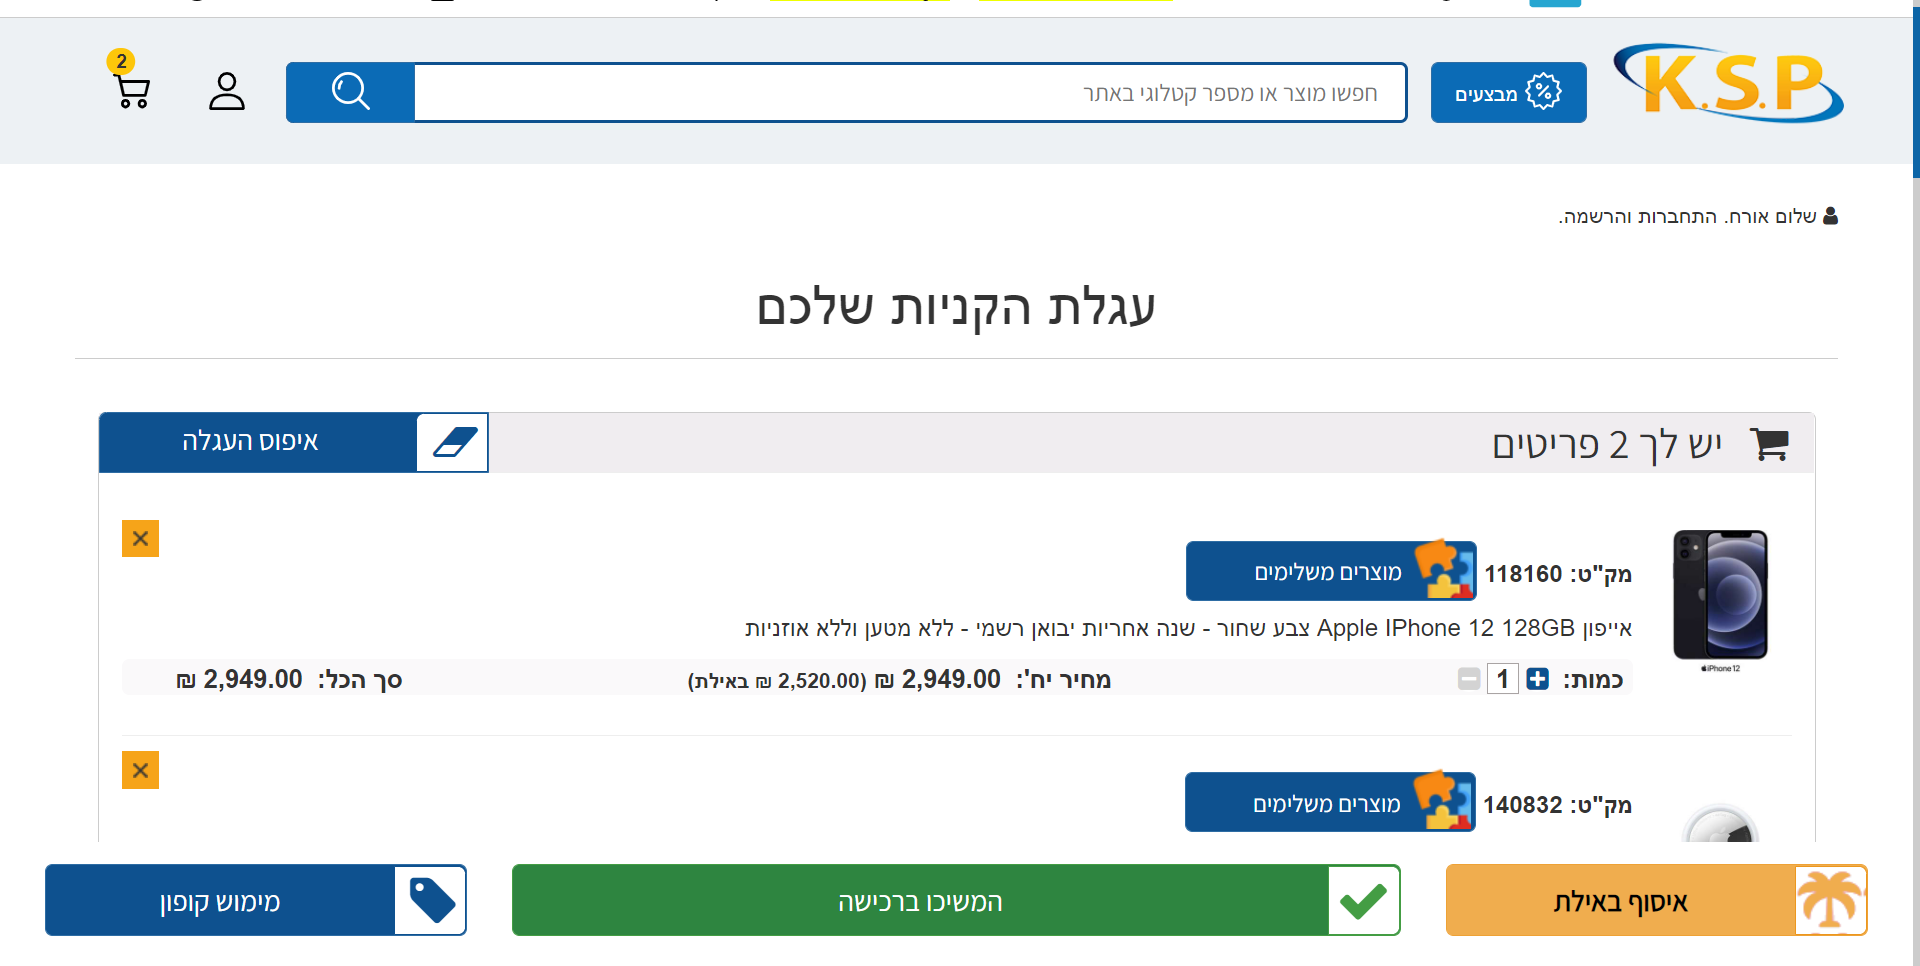 K.S.P
מבצעים
חפשו מוצר או מספר קטלוגי באתר
2
שלום אורח. התחברות והרשמה.
עגלת הקניות שלכם
יש לך 2 פריטים
איפוס העגלה
מק"ט: 118160
מוצרים משלימים
אייפון Apple IPhone 12 128GB צבע שחור - שנה אחריות יבואן רשמי - ללא מטען וללא אוזניות
iPhone 12
כמות: 1
מחיר יח': 2,949.00 ₪ (2,520.00 ₪ באילת)
סך הכל: 2,949.00 ₪
מק"ט: 140832
מוצרים משלימים
איסוף באילת
המשיכו ברכישה
מימוש קופון